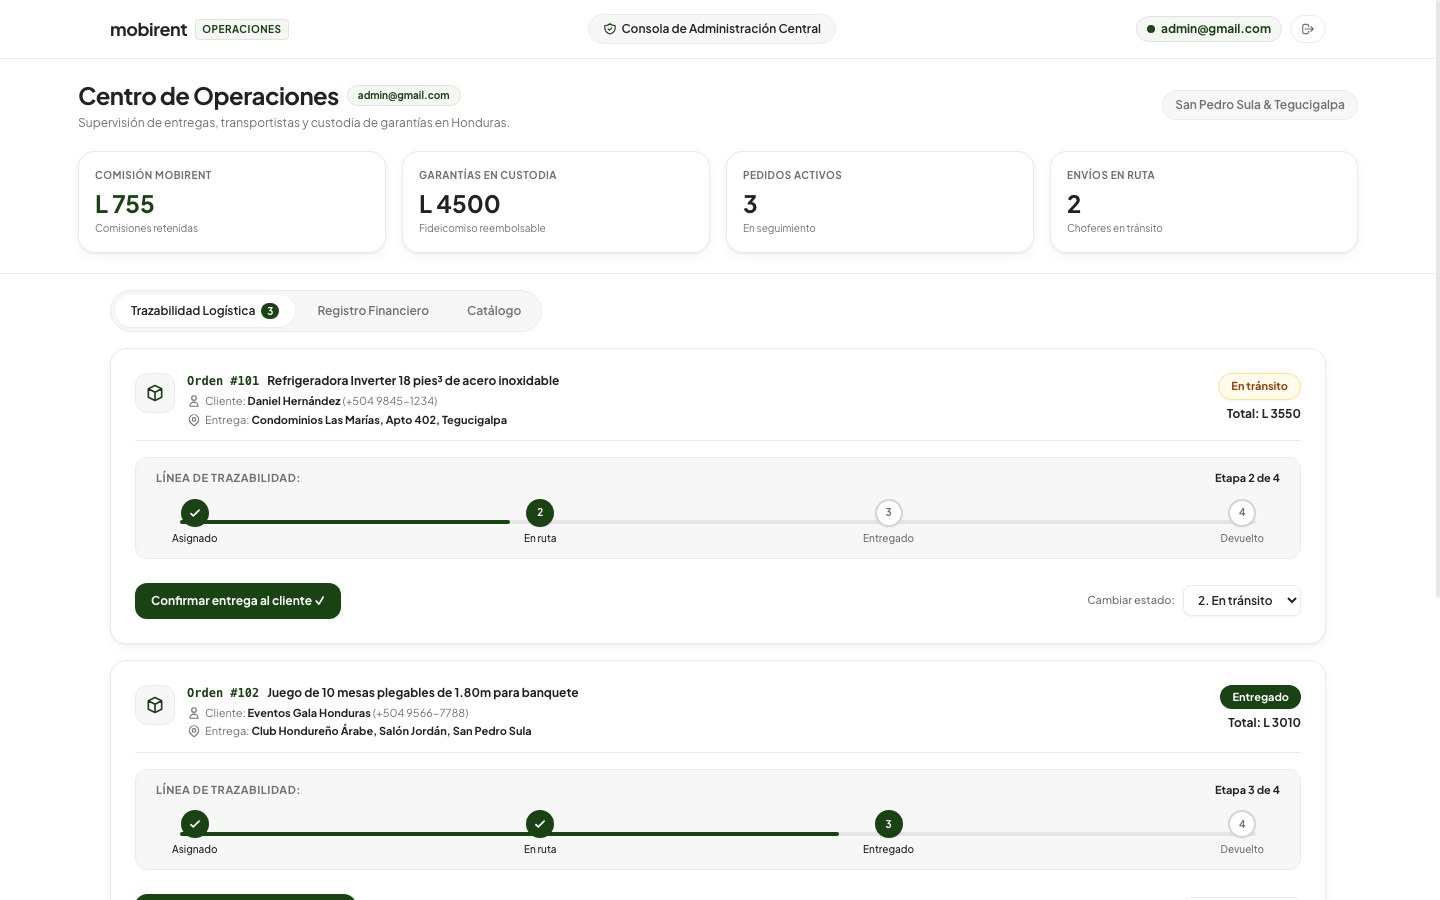 mobirent OPERACIONES
Consola de Administración Central
admin@gmail.com
Centro de Operaciones admin@gmail.com
Supervisión de entregas, transportistas y custodia de garantías en Honduras.
San Pedro Sula & Tegucigalpa
COMISIÓN MOBIRENT
L 755
Comisiones retenidas
GARANTÍAS EN CUSTODIA
L 4500
Fideicomiso reembolsable
PEDIDOS ACTIVOS
3
En seguimiento
ENVÍOS EN RUTA
2
Choferes en tránsito
Trazabilidad Logística 3
Registro Financiero
Catálogo
Orden #101 Refrigeradora Inverter 18 pies³ de acero inoxidable
Cliente: Daniel Hernández (+504 9845-1234)
Entrega: Condominios Las Marías, Apto 402, Tegucigalpa
En tránsito
Total: L 3550
LÍNEA DE TRAZABILIDAD:
Etapa 2 de 4
✓ 2 3 4
Asignado En ruta Entregado Devuelto
Confirmar entrega al cliente ✓
Cambiar estado: 2. En tránsito
Orden #102 Juego de 10 mesas plegables de 1.80m para banquete
Cliente: Eventos Gala Honduras (+504 9566-7788)
Entrega: Club Hondureño Árabe, Salón Jordán, San Pedro Sula
Entregado
Total: L 3010
LÍNEA DE TRAZABILIDAD:
Etapa 3 de 4
✓ ✓ 3 4
Asignado En ruta Entregado Devuelto